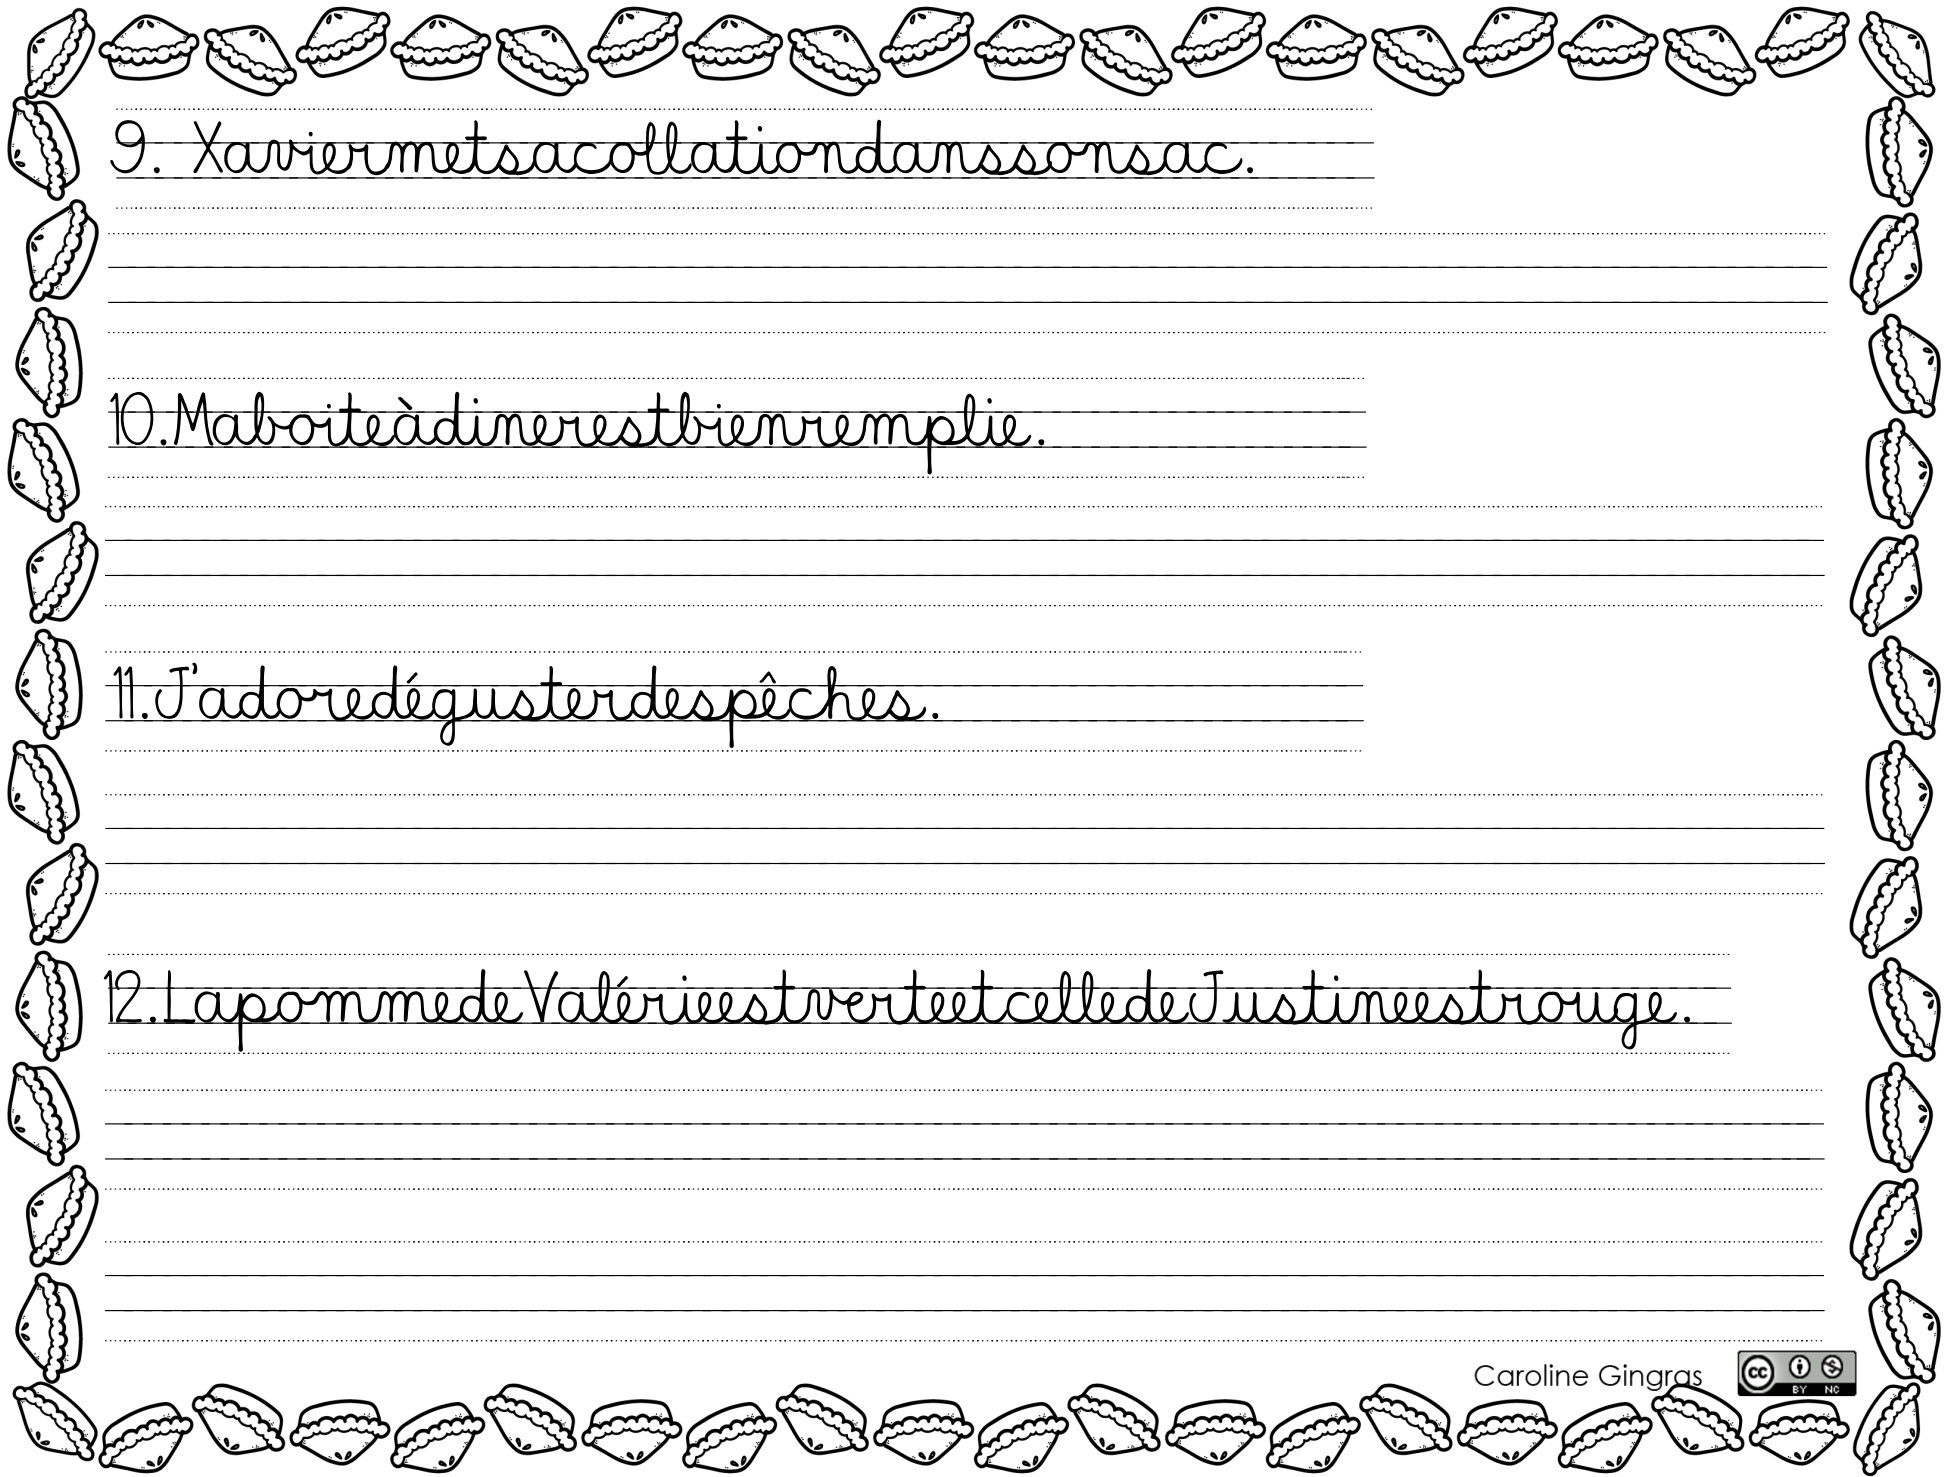 9. Xaviermetsacollationdanssonsac.
10.Maboiteàdinerestbienremplie.
11.J'adoredégusterdespêches.
12.LapommedeValérieestverteetcelledeJustineestrouge.
Caroline Gingras
cc BY NC